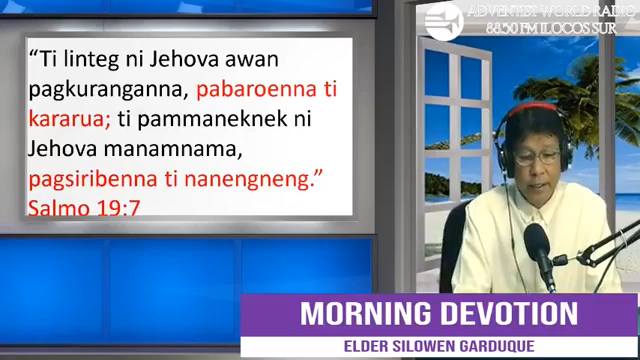 “Ti linteg ni Jehova awan
pagkuranganna, pabaroenna ti
kararua; ti pammaneknek ni
Jehova manamnama,
pagsiribenna ti nanengneng.”
Salmo 19:7
ADVENTIST WORLD RADIO
88.50 FM ILOCOS SUR
MORNING DEVOTION
ELDER SILOWEN GARDUQUE